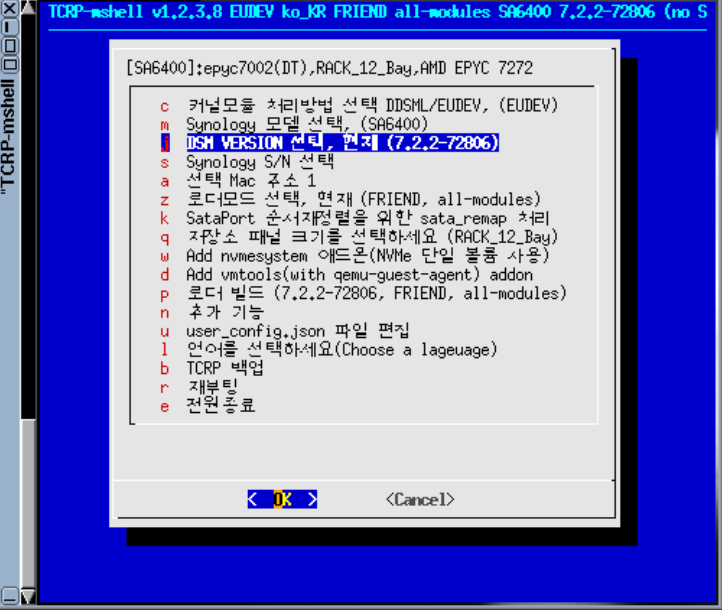 TCRP-mshell v1.2.3.8 EUDEV ko_KR FRIEND all-modules SA6400 7.2.2-72806 (no S
"TCRP-mshell
[SA6400]:epyc7002(DT),RACK_12_Bay,AMD EPYC 7272
c 커널모듈 처리방법 선택 DDSML/EUDEV, (EUDEV)
m Synology 모델 선택, (SA6400)
j DSM VERSION 선택, 현재 (7.2.2-72806)
s Synology S/N 선택
a 선택 Mac 주소 1
z 로더모드 선택, 현재 (FRIEND, all-modules)
k SataPort 순서재정렬을 위한 sata_remap 처리
q 저장소 패널 크기를 선택하세요 (RACK_12_Bay)
w Add nvmesystem 애드온(NVMe 단일 볼륨 사용)
d Add vmtools(with qemu-guest-agent) addon
p 로더 빌드 (7.2.2-72806, FRIEND, all-modules)
n 추가 기능
u user_config.json 파일 편집
l 언어를 선택하세요(Choose a lageuage)
b TCRP 백업
r 재부팅
e 전원종료
< OK > <Cancel>